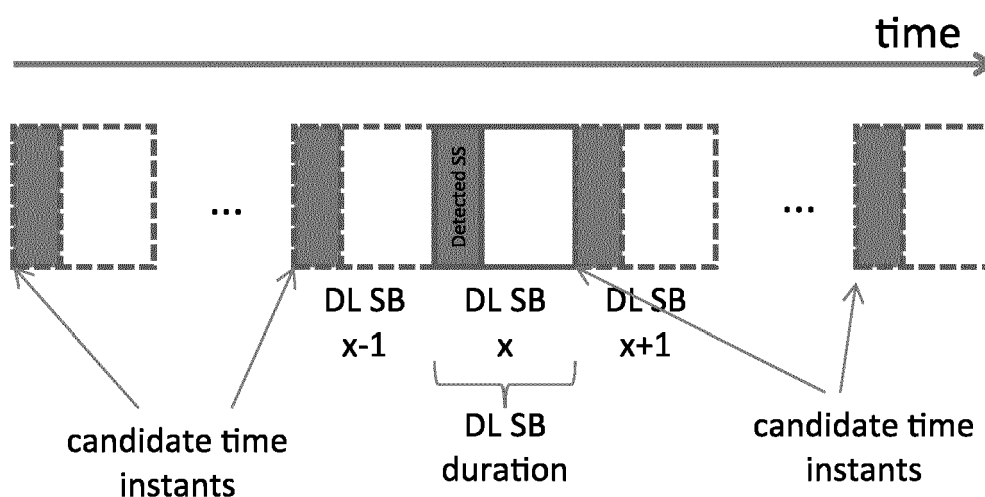 time
...
Detected SS
...
DL SB
x-1
DL SB
x
DL SB
x+1
DL SB
duration
candidate time
instants
candidate time
instants